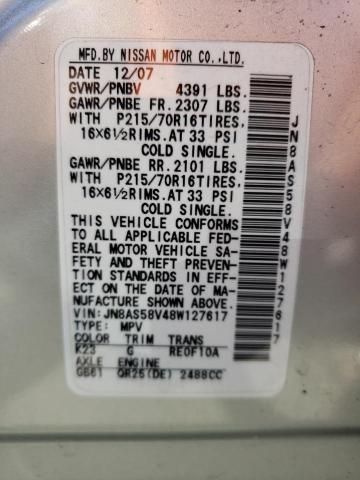 MFD.BY NISSAN MOTOR CO.,LTD.
DATE 12/07
GVWR/PNBV 4391 LBS.
GAWR/PNBE FR. 2307 LBS.
WITH P215/70R16TIRES,
16X6½RIMS.AT 33 PSI
COLD SINGLE.
GAWR/PNBE RR. 2101 LBS.
WITH P215/70R16TIRES,
16X6½RIMS.AT 33 PSI
COLD SINGLE.
THIS VEHICLE CONFORMS
TO ALL APPLICABLE FED-
ERAL MOTOR VEHICLE SA-
FETY AND THEFT PREVEN-
TION STANDARDS IN EFF-
ECT ON THE DATE OF MA-
NUFACTURE SHOWN ABOVE
VIN:JN8AS58V48W127617
TYPE: MPV
COLOR TRIM TRANS
K23 G RE0F10A
AXLE ENGINE
GB61 QR25(DE) 2488CC
JN8AS58V48W127617